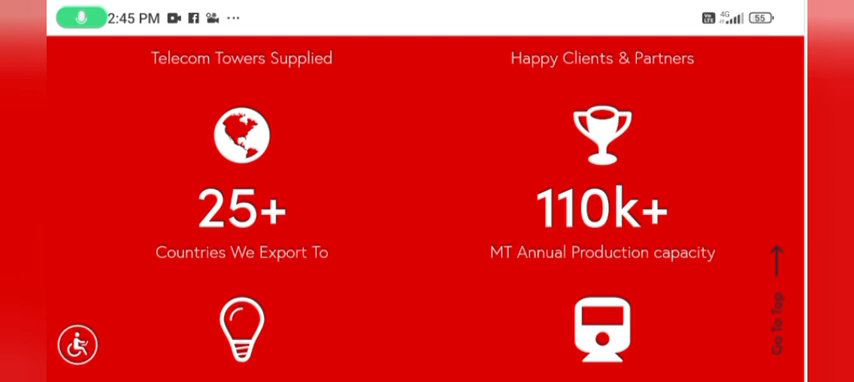 2:45 PM ...
4G
55
Telecom Towers Supplied
Happy Clients & Partners
25+
110k+
Countries We Export To
MT Annual Production capacity
Go To Top